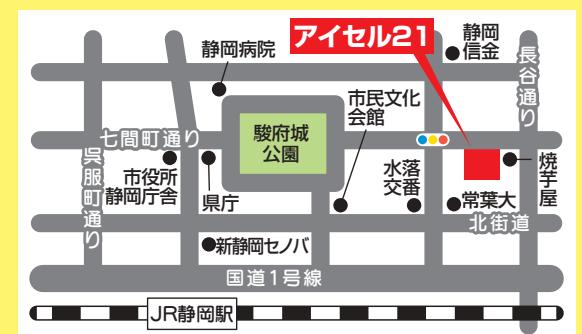 アイセル21
静岡
信金
静岡病院
長谷通り
市民文化
会館
七間町通り
駿府城
公園
呉服町通り
市役所
静岡庁舎
県庁
水落
交番
焼芋屋
常葉大
北街道
新静岡セノバ
国道1号線
JR静岡駅